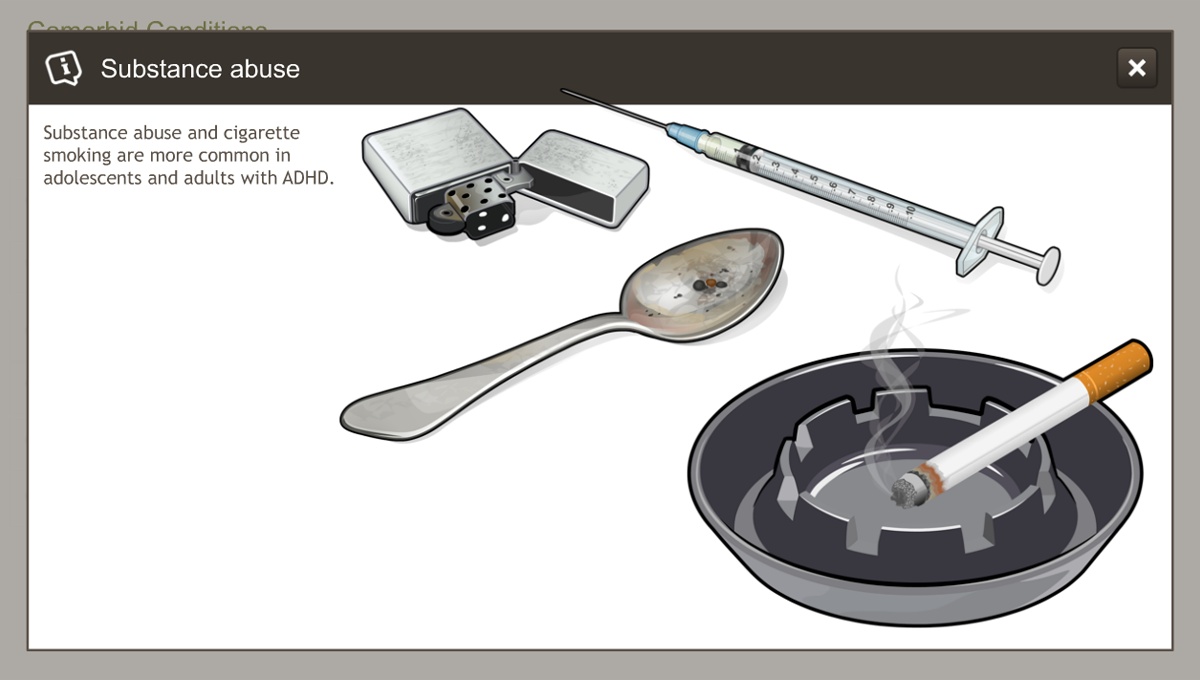 Comorbid Conditions
Substance abuse
Substance abuse and cigarette
smoking are more common in
adolescents and adults with ADHD.
1 2 3 4 5 6 7 8 9 10